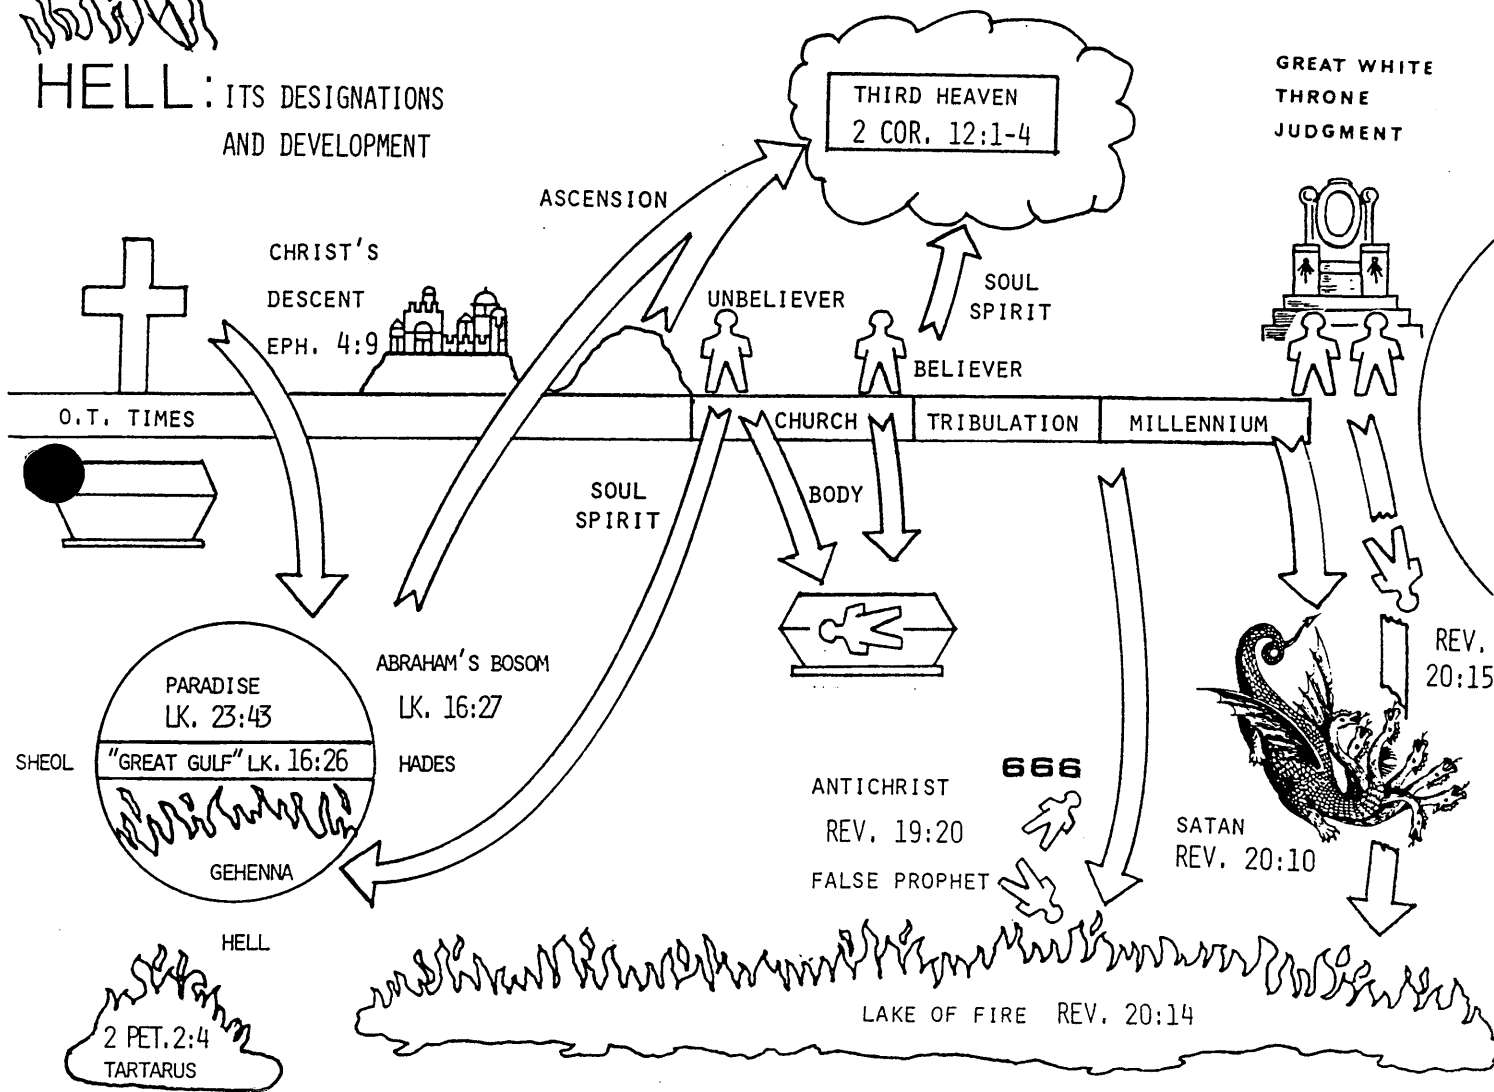 HELL: ITS DESIGNATIONS
AND DEVELOPMENT
THIRD HEAVEN
2 COR. 12:1-4
GREAT WHITE
THRONE
JUDGMENT
ASCENSION
CHRIST'S
DESCENT
EPH. 4:9
UNBELIEVER
SOUL
SPIRIT
BELIEVER
O.T. TIMES
CHURCH
TRIBULATION
MILLENNIUM
SOUL
SPIRIT
BODY
ABRAHAM'S BOSOM
LK. 16:27
PARADISE
LK. 23:43
SHEOL
"GREAT GULF" LK. 16:26
HADES
GEHENNA
HELL
2 PET. 2:4
TARTARUS
666
ANTICHRIST
REV. 19:20
FALSE PROPHET
SATAN
REV. 20:10
REV.
20:15
LAKE OF FIRE REV. 20:14